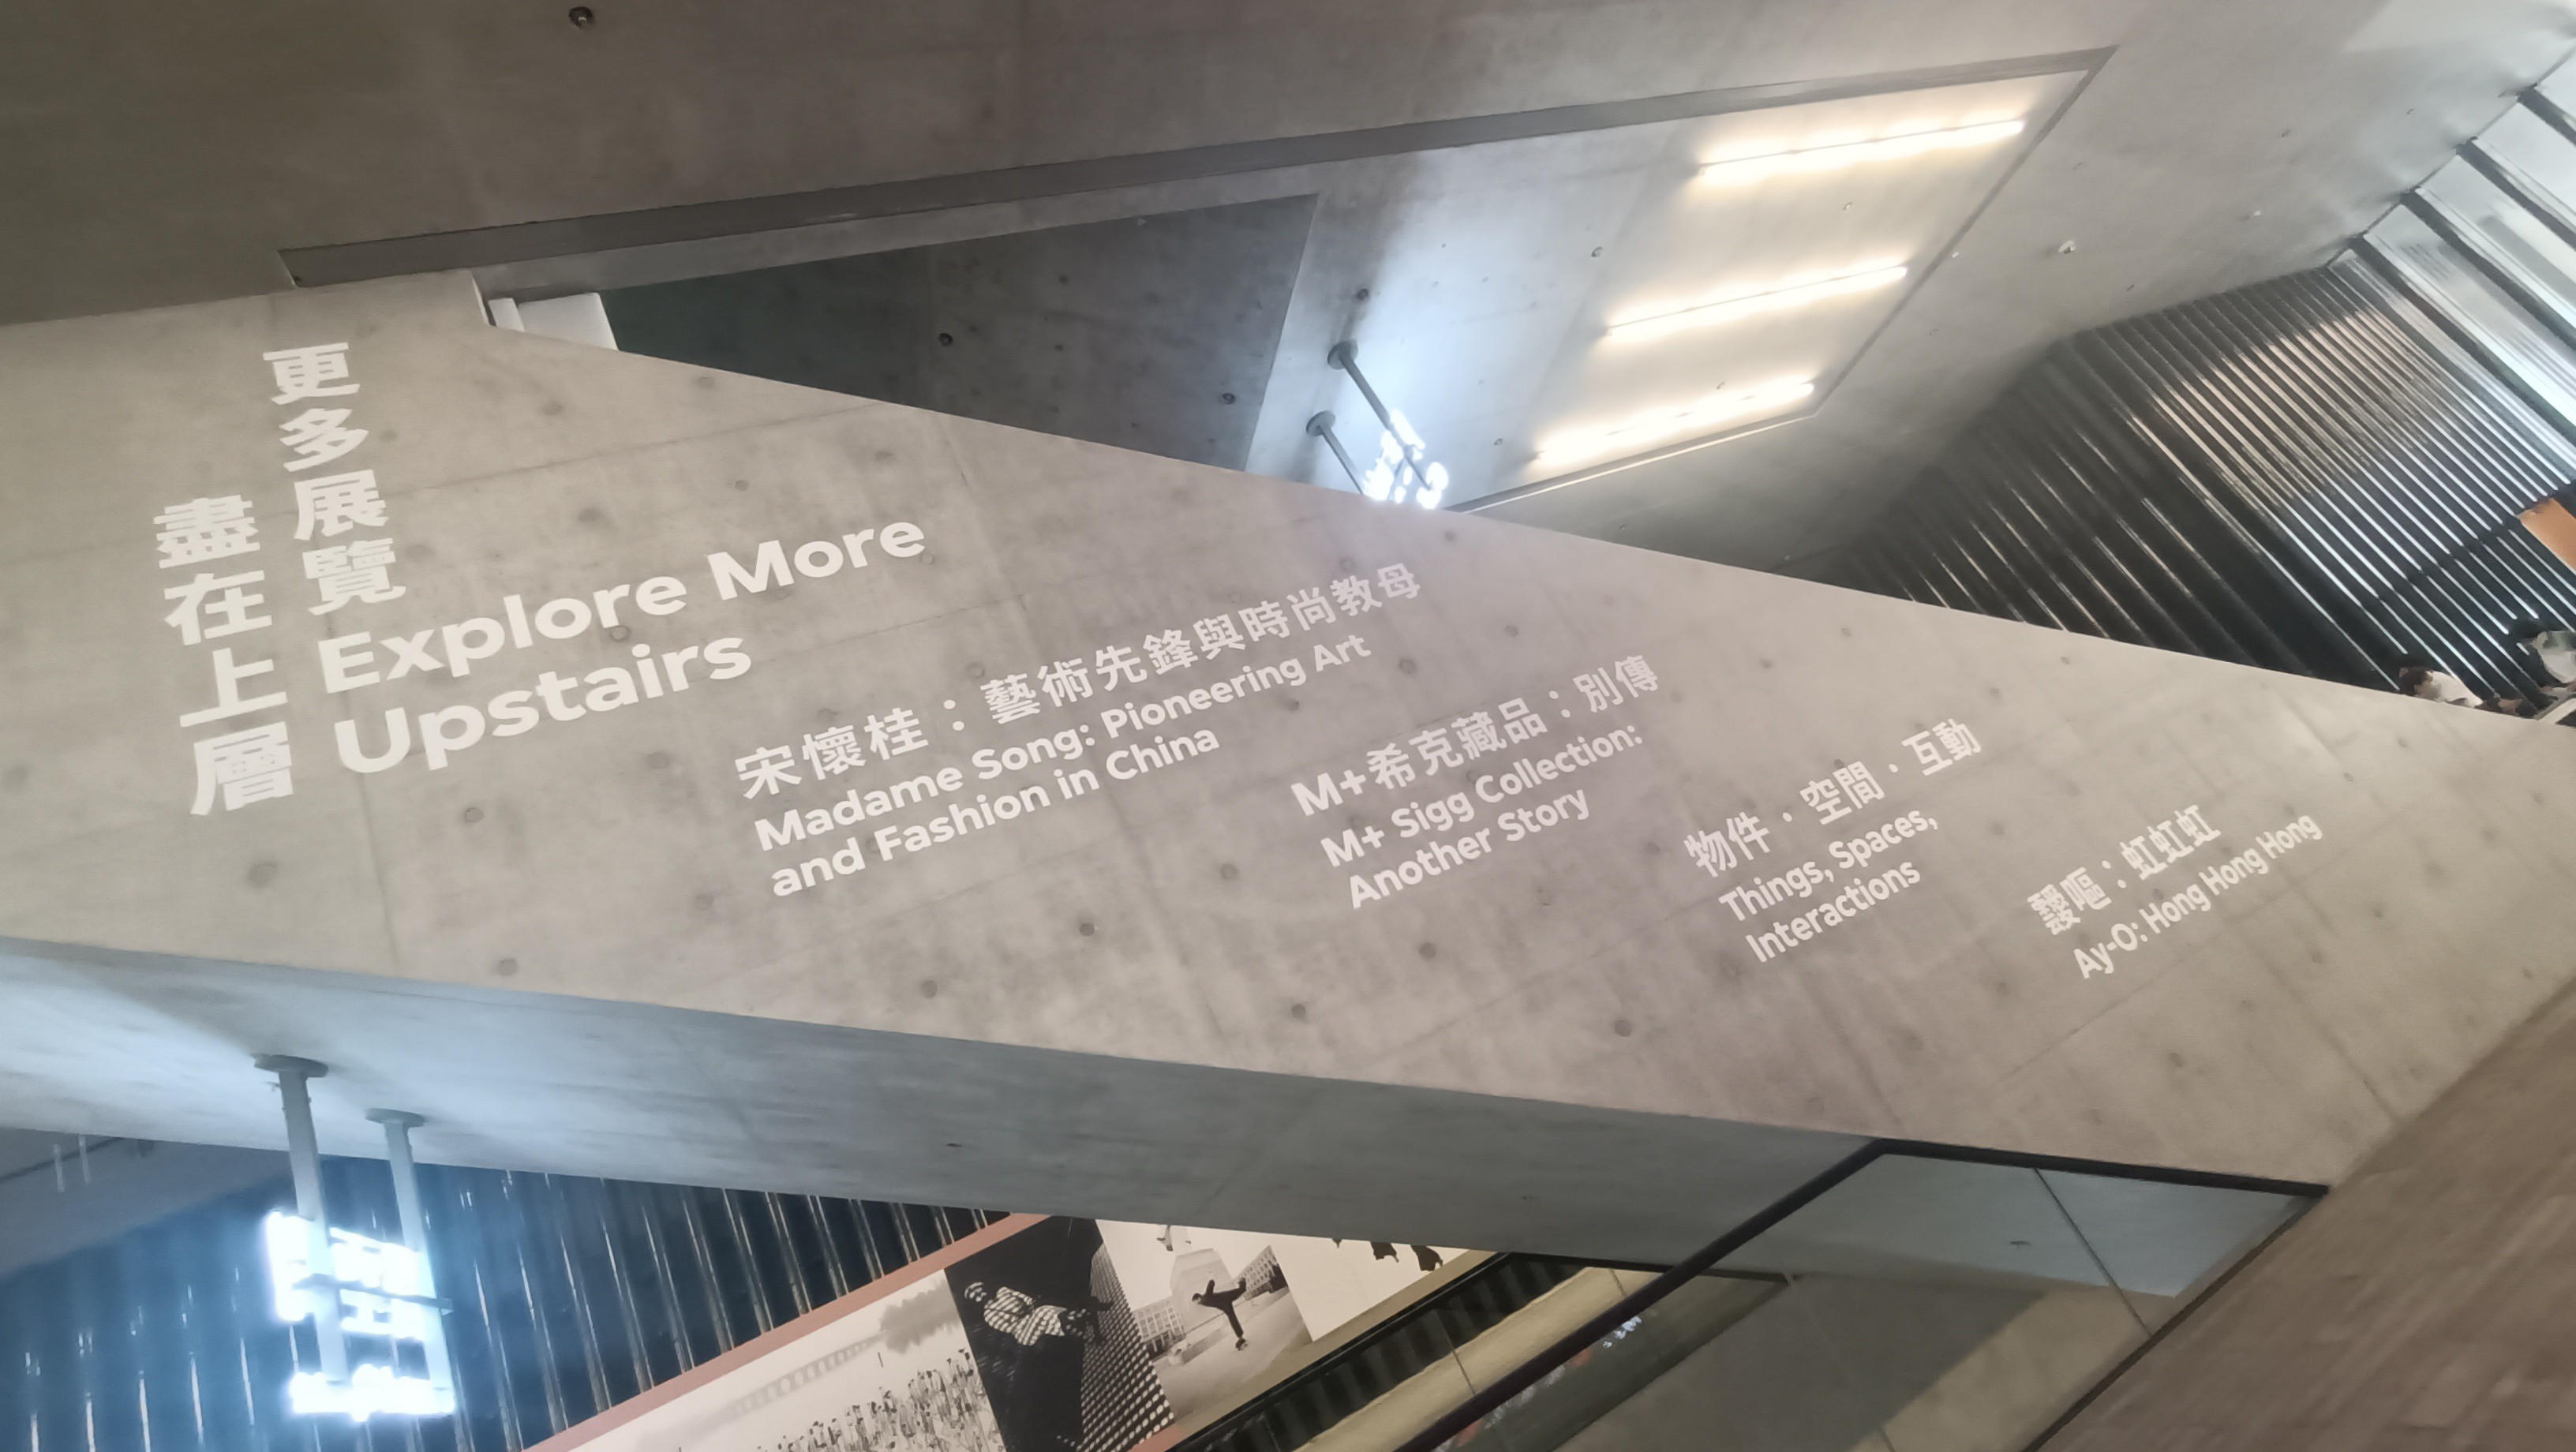 更多展覽
盡在上層
Explore More
Upstairs
宋懷桂：藝術先鋒與時尚教母
Madame Song: Pioneering Art
and Fashion in China
M+希克藏品：別傳
M+ Sigg Collection:
Another Story
物件・空間・互動
Things, Spaces,
Interactions
靉嘔：虹虹虹
Ay-O: Hong Hong Hong